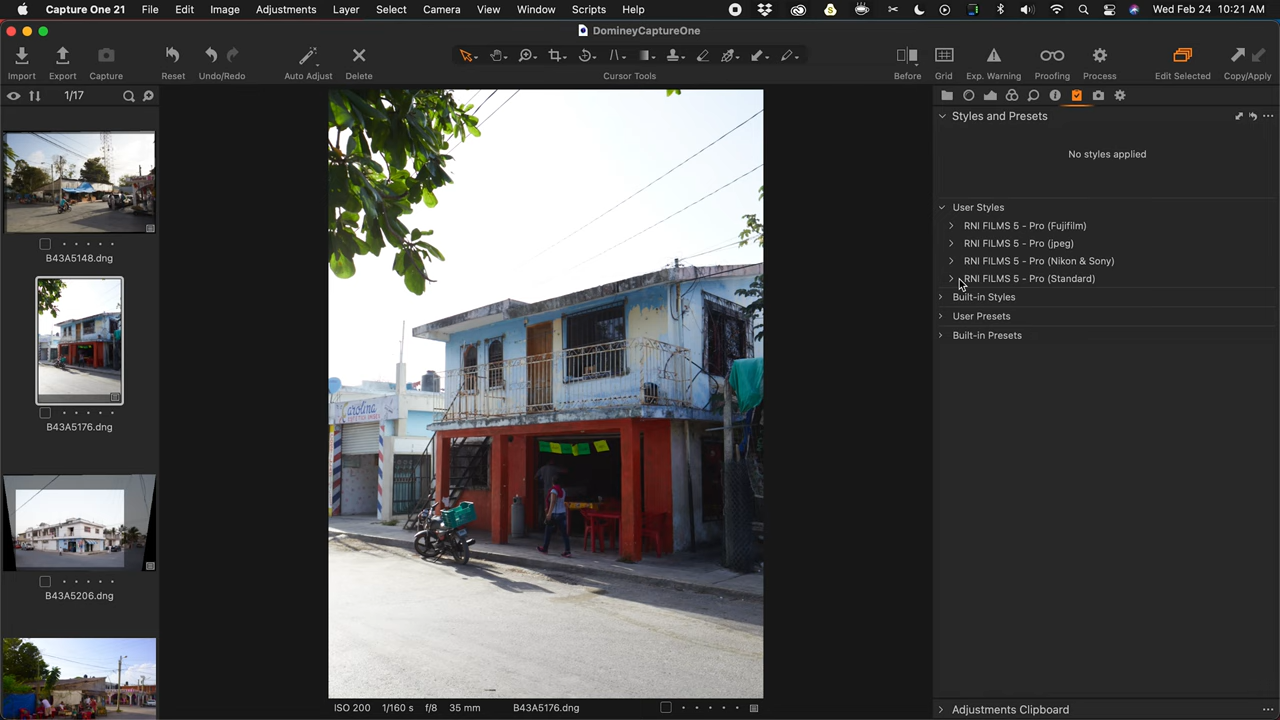 Capture One 21 File Edit Image Adjustments Layer Select Camera View Window Scripts Help Wed Feb 24 10:21 AM
DomineyCaptureOne
Import Export Capture Reset Undo/Redo Auto Adjust Delete Cursor Tools Before Grid Exp. Warning Proofing Process Edit Selected Copy/Apply
1/17
Styles and Presets
No styles applied
User Styles
RNI FILMS 5 - Pro (Fujifilm)
RNI FILMS 5 - Pro (jpeg)
RNI FILMS 5 - Pro (Nikon & Sony)
RNI FILMS 5 - Pro (Standard)
Built-in Styles
User Presets
Built-in Presets
B43A5148.dng
B43A5176.dng
B43A5206.dng
Carolina
ISO 200 1/160 s f/8 35 mm B43A5176.dng
Adjustments Clipboard